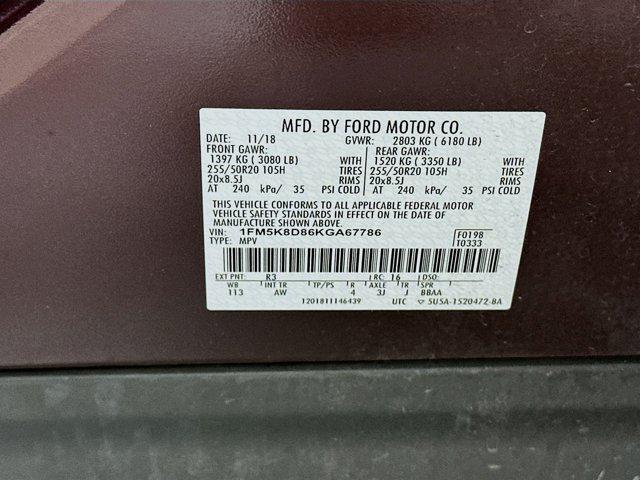 MFD. BY FORD MOTOR CO.
DATE: 11/18 GVWR: 2803 KG ( 6180 LB)
FRONT GAWR: REAR GAWR:
1397 KG ( 3080 LB) WITH 1520 KG ( 3350 LB) WITH
255/50R20 105H TIRES 255/50R20 105H TIRES
20x8.5J RIMS 20x8.5J RIMS
AT 240 kPa/ 35 PSI COLD AT 240 kPa/ 35 PSI COLD
THIS VEHICLE CONFORMS TO ALL APPLICABLE FEDERAL MOTOR
VEHICLE SAFETY STANDARDS IN EFFECT ON THE DATE OF
MANUFACTURE SHOWN ABOVE.
VIN: 1FM5K8D86KGA67786 F0198
TYPE: MPV T0333
EXT PNT: R3 RC: 16 DSO:
WB INT TR TP/PS R AXLE TR SPR
113 AW 4 3J J BBAA
1201811146439 UTC 5U5A-1520472-BA